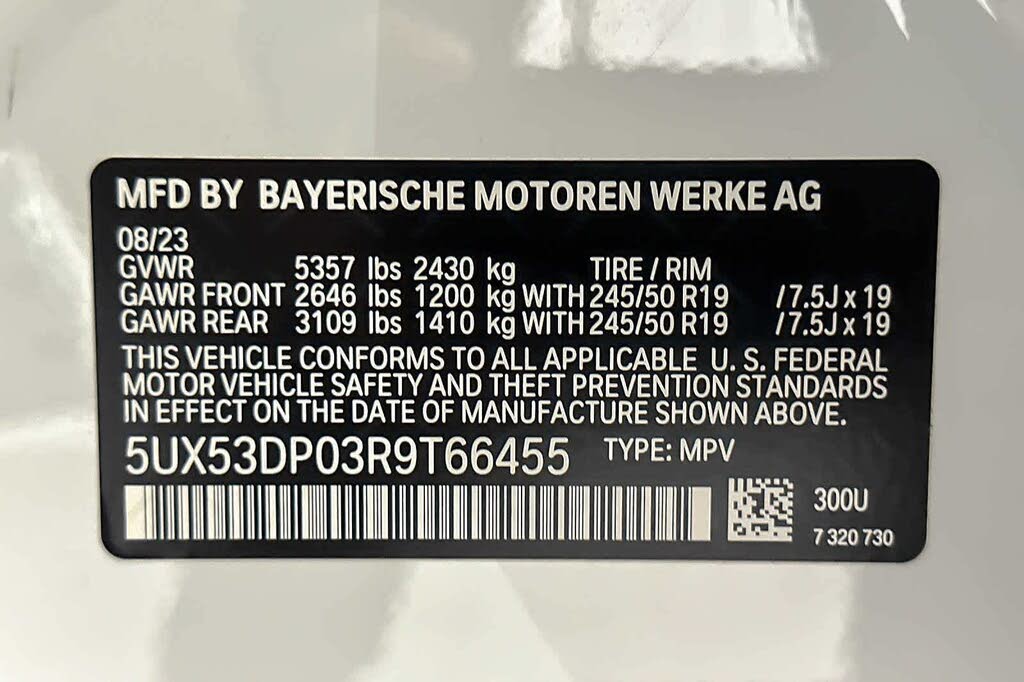 MFD BY BAYERISCHE MOTOREN WERKE AG
08/23
GVWR 5357 lbs 2430 kg TIRE / RIM
GAWR FRONT 2646 lbs 1200 kg WITH 245/50 R19 /7.5J x 19
GAWR REAR 3109 lbs 1410 kg WITH 245/50 R19 /7.5J x 19
THIS VEHICLE CONFORMS TO ALL APPLICABLE U. S. FEDERAL
MOTOR VEHICLE SAFETY AND THEFT PREVENTION STANDARDS
IN EFFECT ON THE DATE OF MANUFACTURE SHOWN ABOVE.
5UX53DP03R9T66455 TYPE: MPV
300U
7 320 730